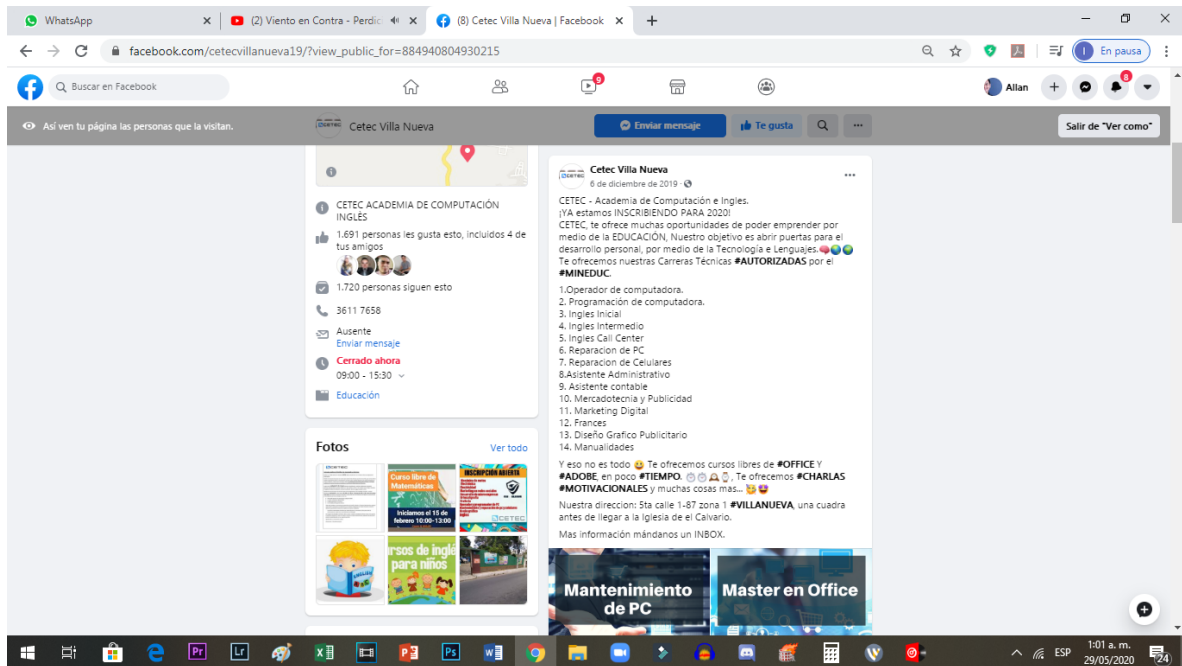 WhatsApp
(2) Viento en Contra - Perdic
(8) Cetec Villa Nueva | Facebook
facebook.com/cetecvillanueva19/?view_public_for=884940804930215
En pausa
Buscar en Facebook
9
Allan
8
Así ven tu página las personas que la visitan.
Cetec Villa Nueva
Enviar mensaje
Te gusta
Salir de "Ver como"
CETEC ACADEMIA DE COMPUTACIÓN
INGLÉS
1.691 personas les gusta esto, incluidos 4 de
tus amigos
1.720 personas siguen esto
3611 7658
Ausente
Enviar mensaje
Cerrado ahora
09:00 - 15:30
Educación
Fotos
Ver todo
Curso libre de
Matemáticas
Iniciamos el 15 de
febrero 10:00-13:00
INSCRIPCIÓN ABIERTA
CETEC
rsos de inglé
para niños
Cetec Villa Nueva
6 de diciembre de 2019
CETEC - Academia de Computación e Ingles.
¡YA estamos INSCRIBIENDO PARA 2020!
CETEC, te ofrece muchas oportunidades de poder emprender por
medio de la EDUCACIÓN, Nuestro objetivo es abrir puertas para el
desarrollo personal, por medio de la Tecnología e Lenguajes.
Te ofrecemos nuestras Carreras Técnicas #AUTORIZADAS por el
#MINEDUC.
1.Operador de computadora.
2. Programación de computadora.
3. Ingles Inicial
4. Ingles Intermedio
5. Ingles Call Center
6. Reparacion de PC
7. Reparacion de Celulares
8.Asistente Administrativo
9. Asistente contable
10. Mercadotecnia y Publicidad
11. Marketing Digital
12. Frances
13. Diseño Grafico Publicitario
14. Manualidades
Y eso no es todo Te ofrecemos cursos libres de #OFFICE Y
#ADOBE, en poco #TIEMPO. , Te ofrecemos #CHARLAS
#MOTIVACIONALES y muchas cosas mas...
Nuestra direccion: 5ta calle 1-87 zona 1 #VILLANUEVA, una cuadra
antes de llegar a la Iglesia de el Calvario.
Mas información mándanos un INBOX.
Mantenimiento
de PC
Master en Office
ESP
1:01 a. m.
29/05/2020
24